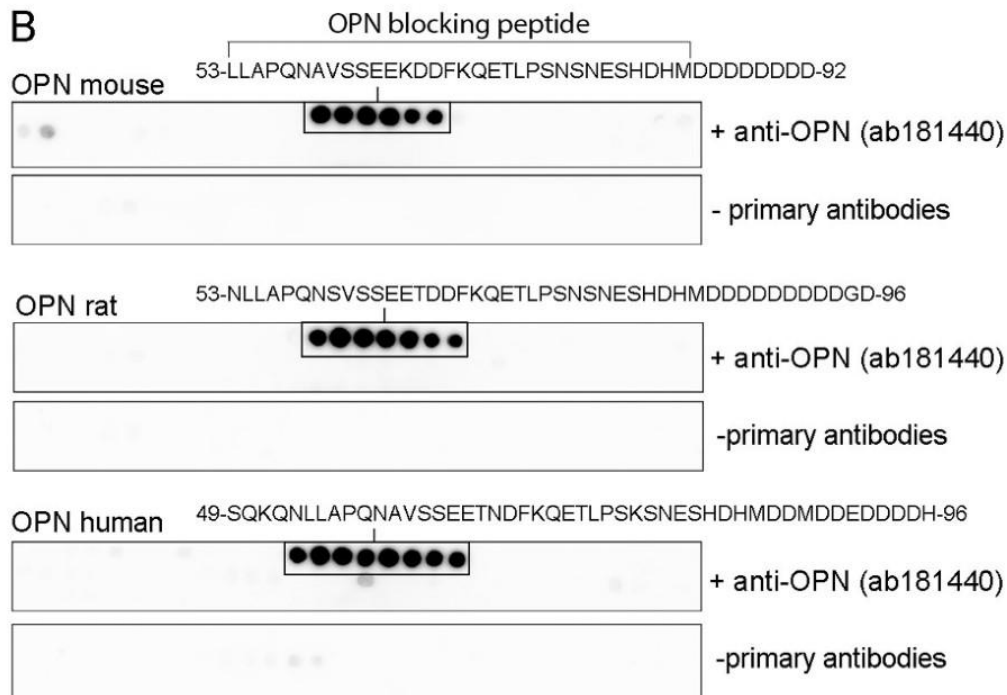 B
OPN blocking peptide
53-LLAPQNAVSSEEKDDFKQETLPSNSNESHDHMDDDDDDDD-92
OPN mouse
+ anti-OPN (ab181440)
- primary antibodies
53-NLLAPQNSVSSEETDDFKQETLPSNSNESHDHMDDDDDDDDDGD-96
OPN rat
+ anti-OPN (ab181440)
-primary antibodies
49-SQKQNLLAPQNAVSSEETNDFKQETLPSKSNESHDHMDDMDDEDDDDH-96
OPN human
+ anti-OPN (ab181440)
-primary antibodies